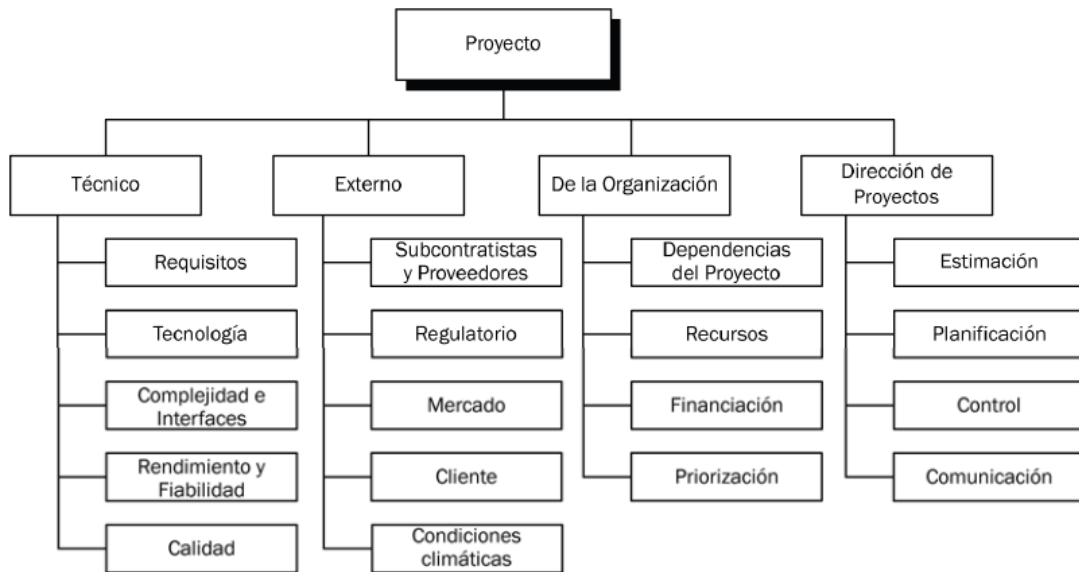 Proyecto
Técnico
Externo
De la Organización
Dirección de
Proyectos
Requisitos
Tecnología
Complejidad e
Interfaces
Rendimiento y
Fiabilidad
Calidad
Subcontratistas
y Proveedores
Regulatorio
Mercado
Cliente
Condiciones
climáticas
Dependencias
del Proyecto
Recursos
Financiación
Priorización
Estimación
Planificación
Control
Comunicación